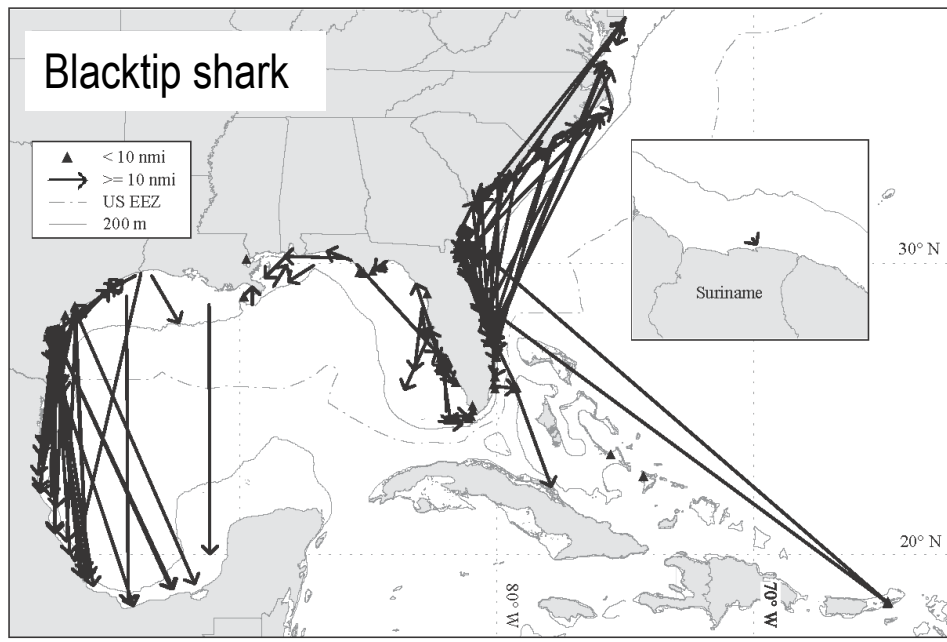 Blacktip shark
< 10 nmi
>= 10 nmi
US EEZ
200 m
30° N
Suriname
20° N
80° W
70° W